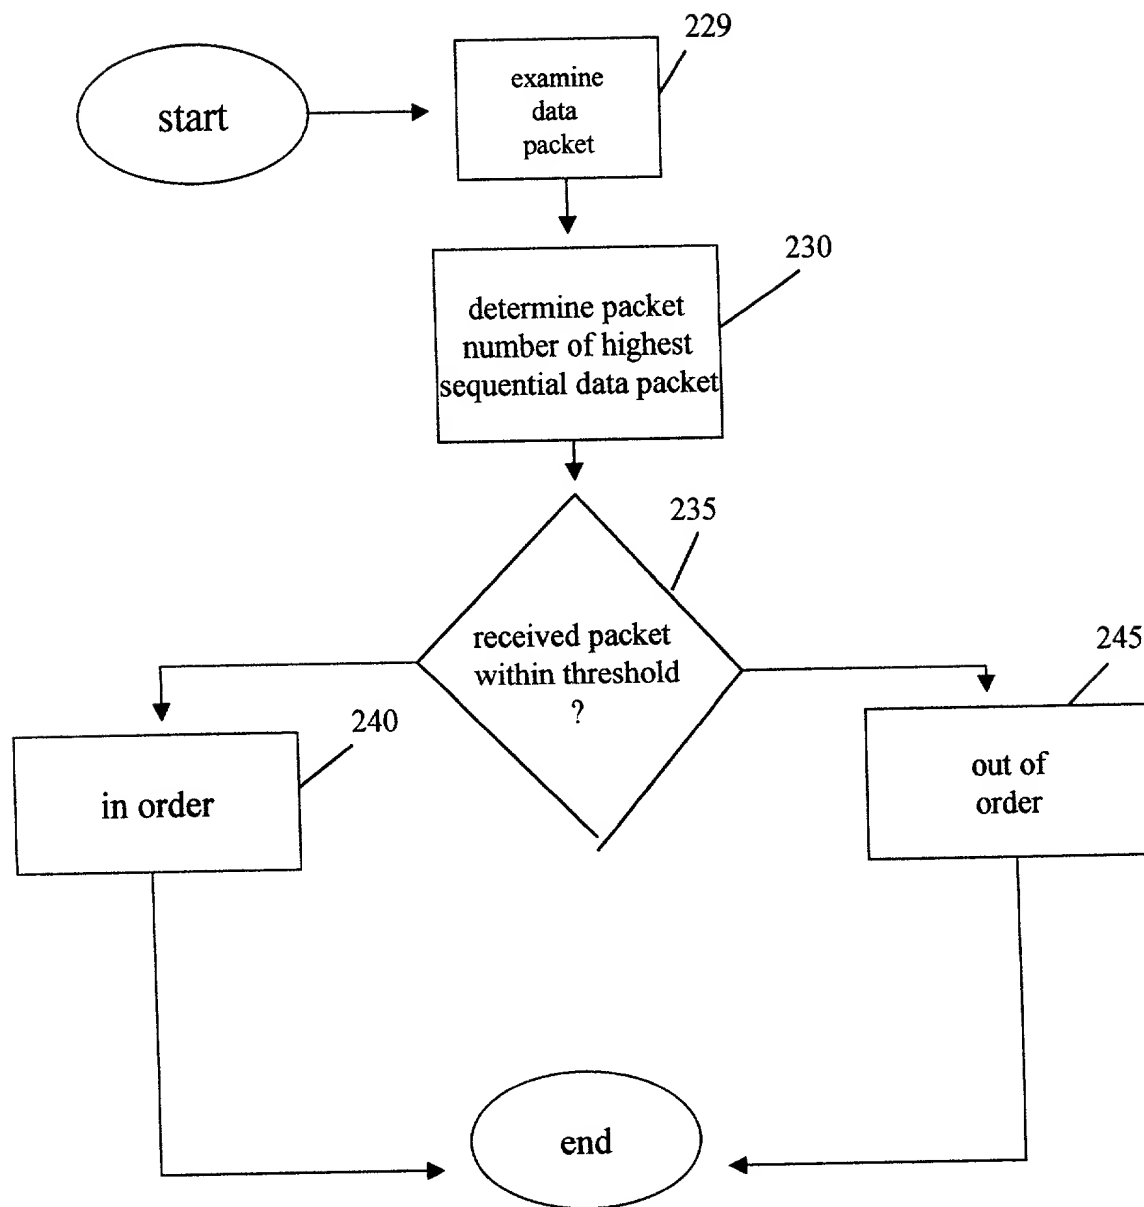 229
start
examine
data
packet
230
determine packet
number of highest
sequential data packet
235
received packet
within threshold
?
245
240
in order
out of
order
end